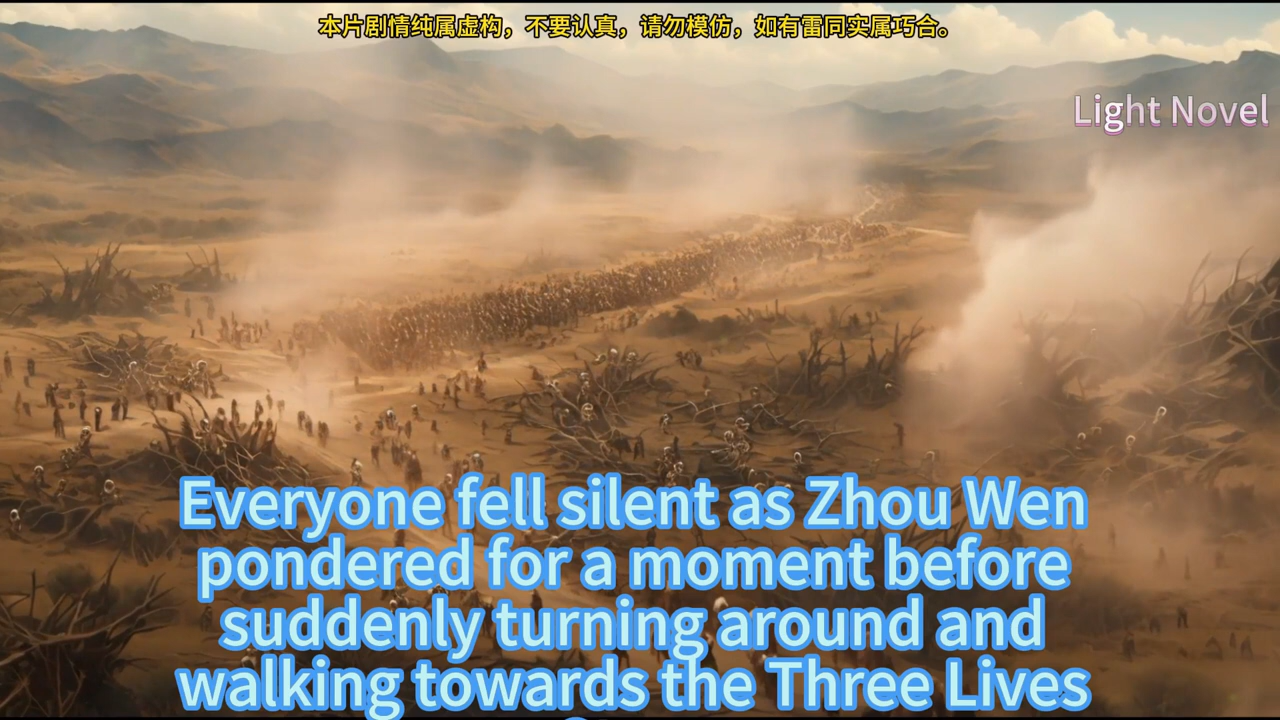 本片剧情纯属虚构，不要认真，请勿模仿，如有雷同实属巧合。
Light Novel
Everyone fell silent as Zhou Wen
pondered for a moment before
suddenly turning around and
walking towards the Three Lives